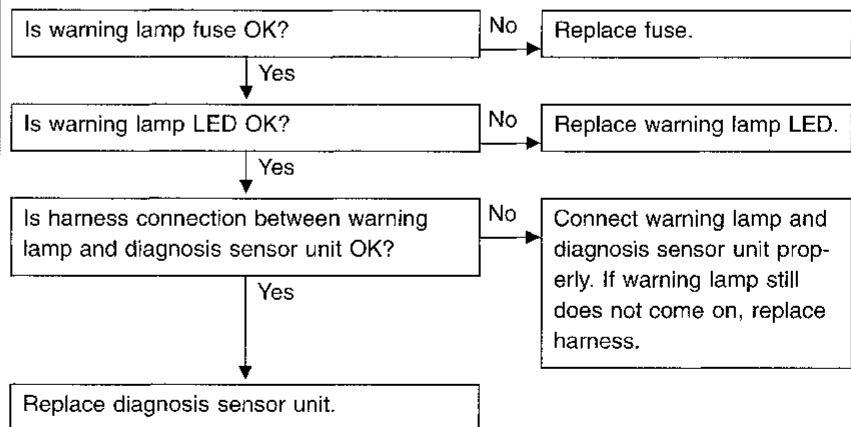 Is warning lamp fuse OK?
No
Replace fuse.
Yes
Is warning lamp LED OK?
No
Replace warning lamp LED.
Yes
Is harness connection between warning
lamp and diagnosis sensor unit OK?
No
Connect warning lamp and
diagnosis sensor unit prop-
erly. If warning lamp still
does not come on, replace
harness.
Yes
Replace diagnosis sensor unit.